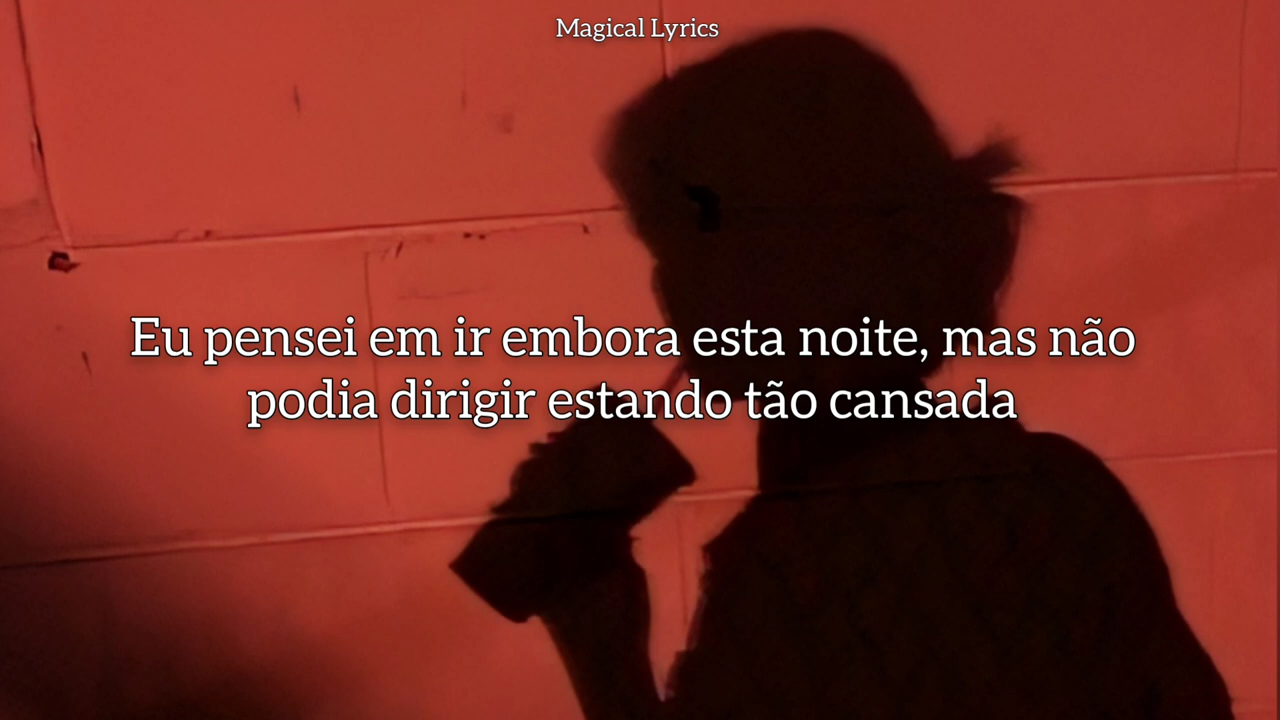 Magical Lyrics
Eu pensei em ir embora esta noite, mas não
podia dirigir estando tão cansada